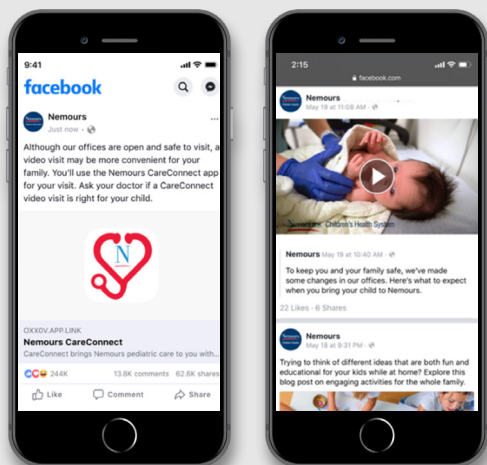 9:41
facebook
Nemours
Just now
Although our offices are open and safe to visit, a
video visit may be more convenient for your
family. You'll use the Nemours CareConnect app
for your visit. Ask your doctor if a CareConnect
video visit is right for your child.
N
OXXOV.APP.LINK
Nemours CareConnect
CareConnect brings Nemours pediatric care to you with...
244K 13.8K comments 62.6K shares
Like Comment Share
2:15
facebook.com
Nemours
May 19 at 11:09 AM
Children's Health System
Nemours May 19 at 10:40 AM
To keep you and your family safe, we've made
some changes in our offices. Here's what to expect
when you bring your child to Nemours.
22 Likes · 6 Shares
Nemours
May 18 at 9:31 PM
Trying to think of different ideas that are both fun and
educational for your kids while at home? Explore this
blog post on engaging activities for the whole family.